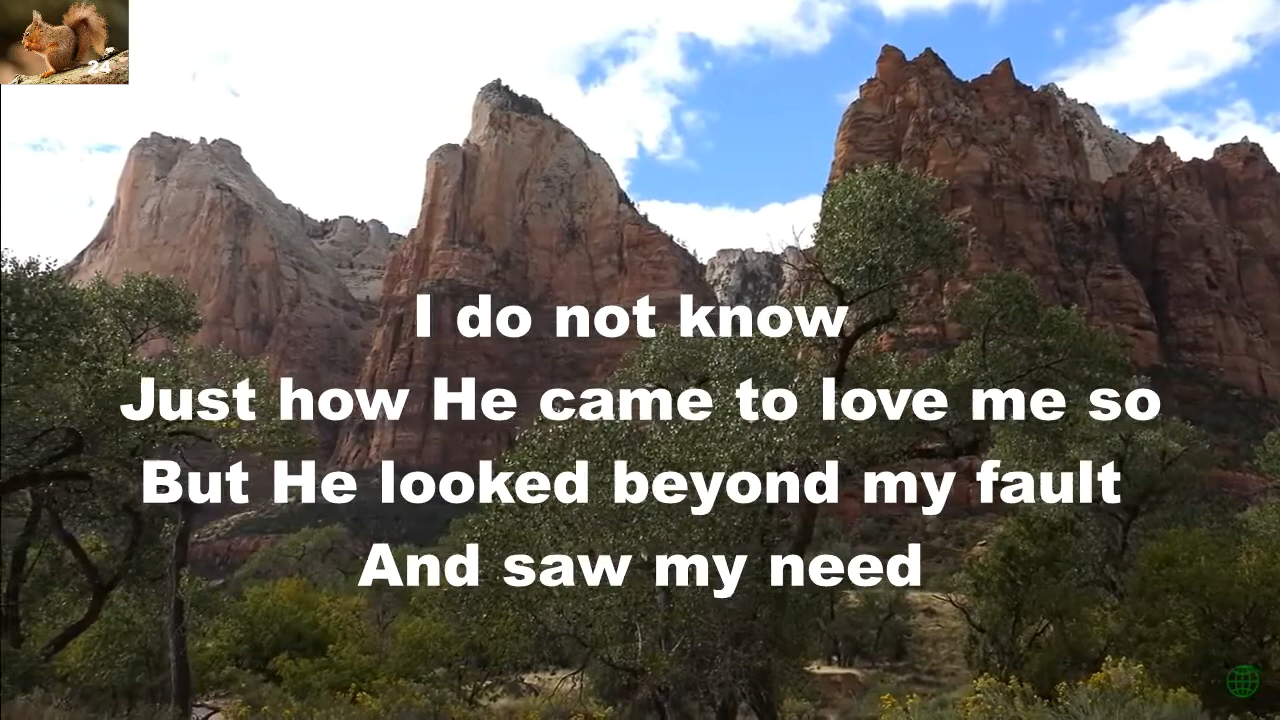 24
I do not know
Just how He came to love me so
But He looked beyond my fault
And saw my need